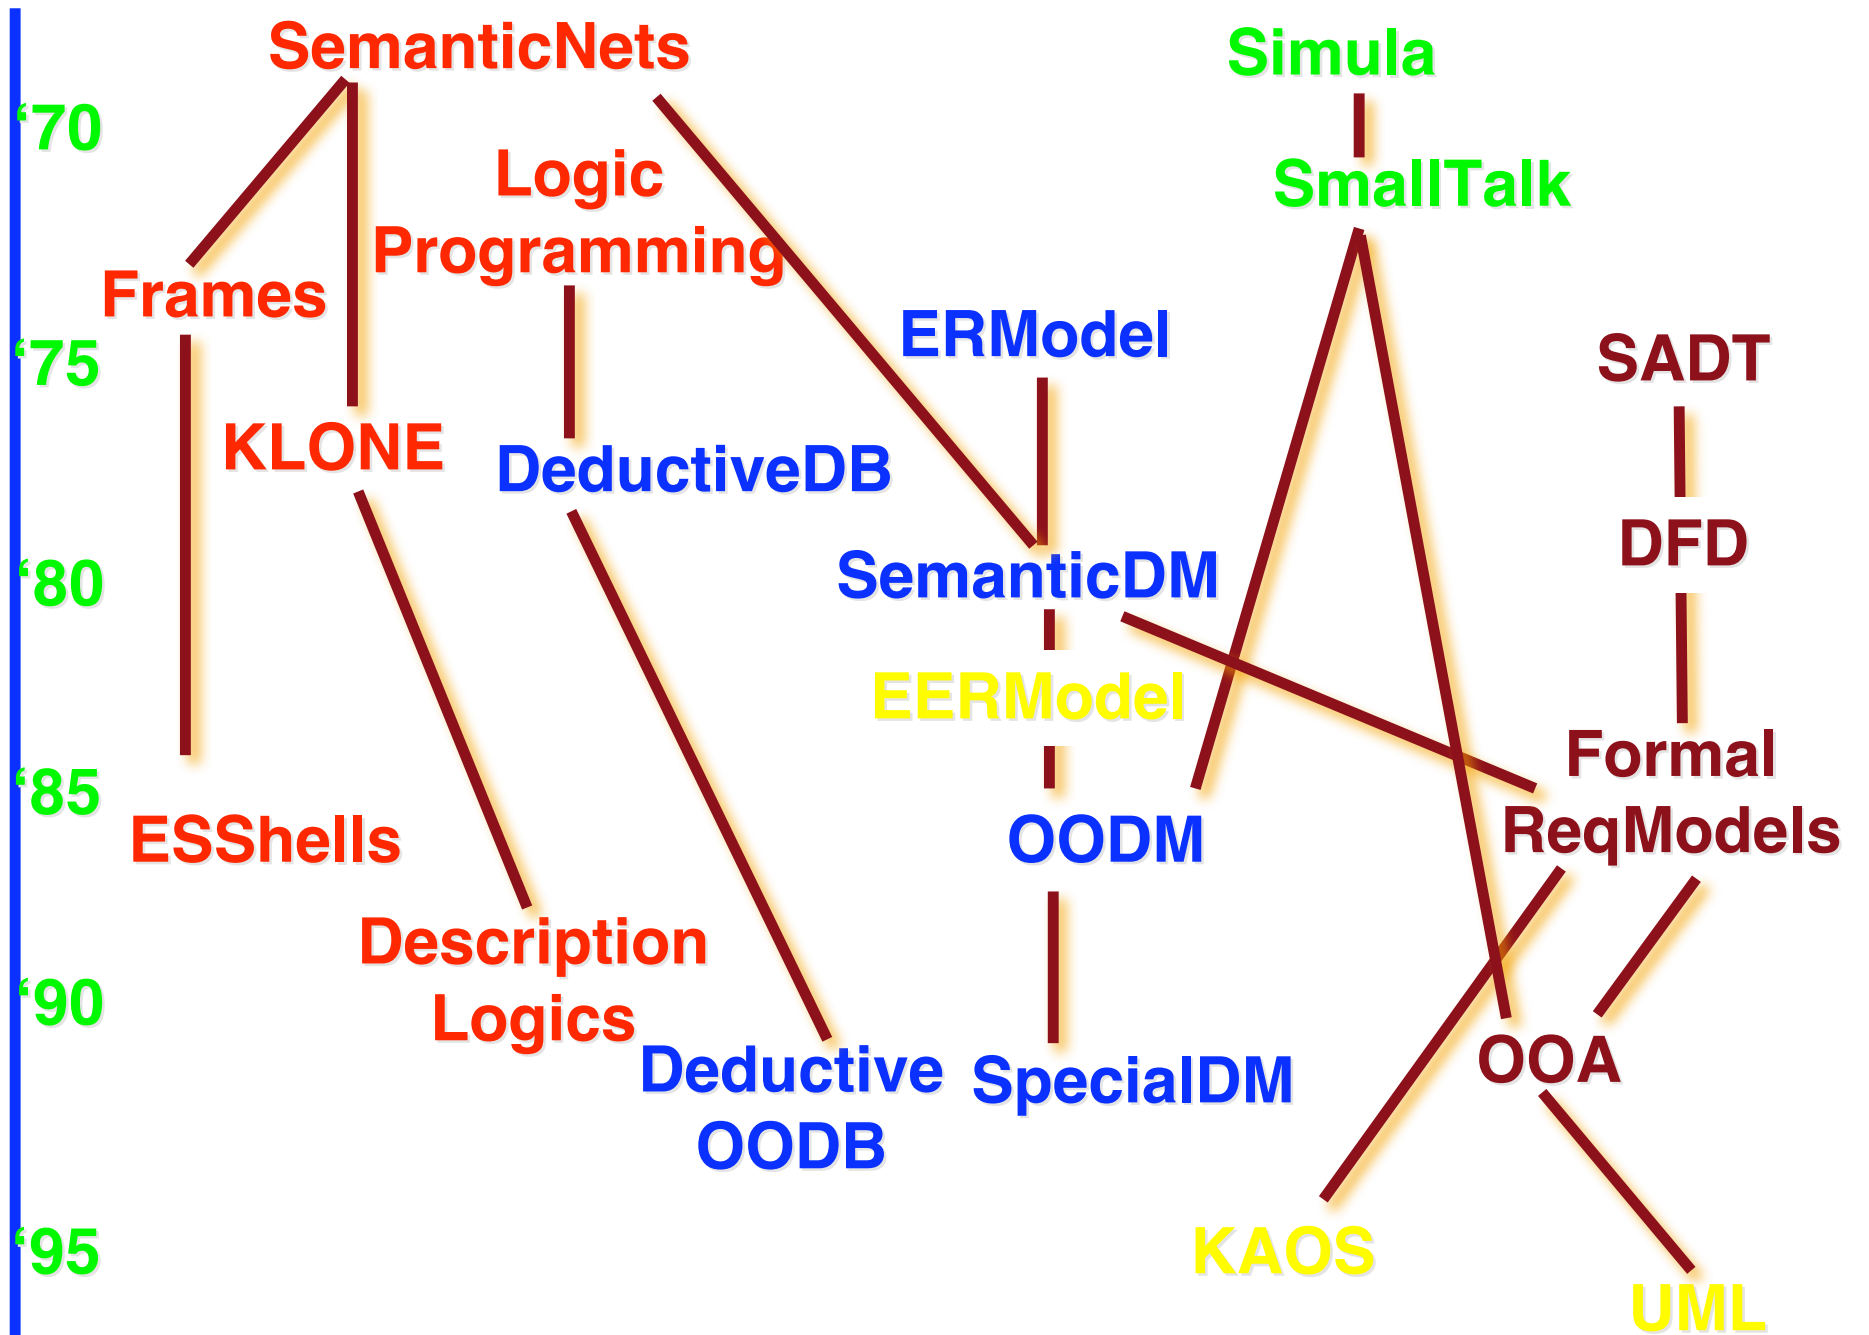 SemanticNets
Simula
‘70
Logic
Programming
SmallTalk
Frames
ERModel
‘75
SADT
KLONE
DeductiveDB
DFD
‘80
SemanticDM
EERModel
Formal
ReqModels
‘85
ESShells
OODM
Description
Logics
‘90
Deductive
OODB
SpecialDM
OOA
‘95
KAOS
UML